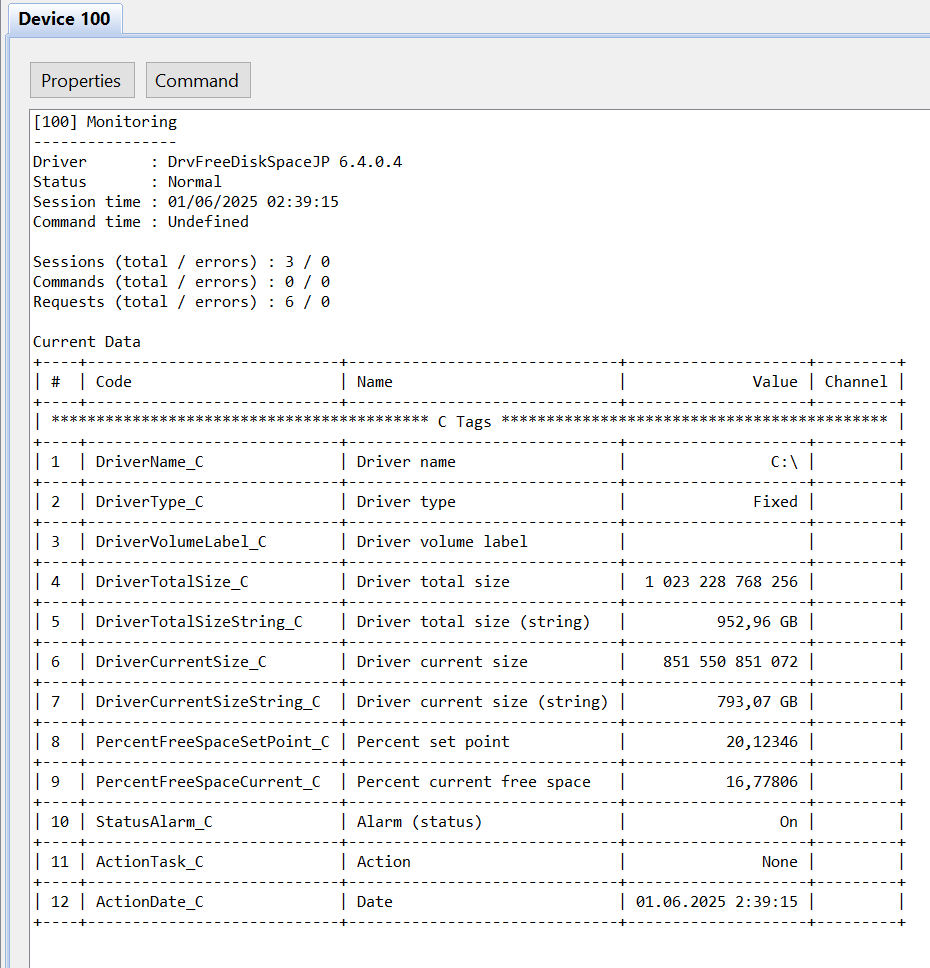 Device 100
Properties Command
[100] Monitoring
----------------
Driver       : DrvFreeDiskSpaceJP 6.4.0.4
Status       : Normal
Session time : 01/06/2025 02:39:15
Command time : Undefined
Sessions (total / errors) : 3 / 0
Commands (total / errors) : 0 / 0
Requests (total / errors) : 6 / 0
Current Data
+----+----------------------------+------------------------------+--------------------+---------+
| #  | Code                       | Name                         |              Value | Channel |
+----+----------------------------+------------------------------+--------------------+---------+
| ****************************************** C Tags ******************************************* |
+----+----------------------------+------------------------------+--------------------+---------+
| 1  | DriverName_C               | Driver name                  |                C:\ |         |
+----+----------------------------+------------------------------+--------------------+---------+
| 2  | DriverType_C               | Driver type                  |              Fixed |         |
+----+----------------------------+------------------------------+--------------------+---------+
| 3  | DriverVolumeLabel_C        | Driver volume label          |                    |         |
+----+----------------------------+------------------------------+--------------------+---------+
| 4  | DriverTotalSize_C          | Driver total size            |  1 023 228 768 256 |         |
+----+----------------------------+------------------------------+--------------------+---------+
| 5  | DriverTotalSizeString_C    | Driver total size (string)   |          952,96 GB |         |
+----+----------------------------+------------------------------+--------------------+---------+
| 6  | DriverCurrentSize_C        | Driver current size          |    851 550 851 072 |         |
+----+----------------------------+------------------------------+--------------------+---------+
| 7  | DriverCurrentSizeString_C  | Driver current size (string) |          793,07 GB |         |
+----+----------------------------+------------------------------+--------------------+---------+
| 8  | PercentFreeSpaceSetPoint_C | Percent set point            |           20,12346 |         |
+----+----------------------------+------------------------------+--------------------+---------+
| 9  | PercentFreeSpaceCurrent_C  | Percent current free space   |           16,77806 |         |
+----+----------------------------+------------------------------+--------------------+---------+
| 10 | StatusAlarm_C              | Alarm (status)               |                 On |         |
+----+----------------------------+------------------------------+--------------------+---------+
| 11 | ActionTask_C               | Action                       |               None |         |
+----+----------------------------+------------------------------+--------------------+---------+
| 12 | ActionDate_C               | Date                         | 01.06.2025 2:39:15 |         |
+----+----------------------------+------------------------------+--------------------+---------+